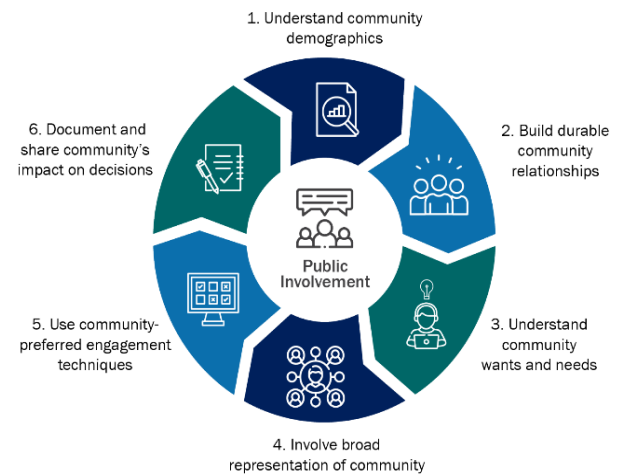 1. Understand community
demographics
2. Build durable
community
relationships
3. Understand
community
wants and needs
4. Involve broad
representation of community
5. Use community-
preferred engagement
techniques
6. Document and
share community's
impact on decisions
Public
Involvement